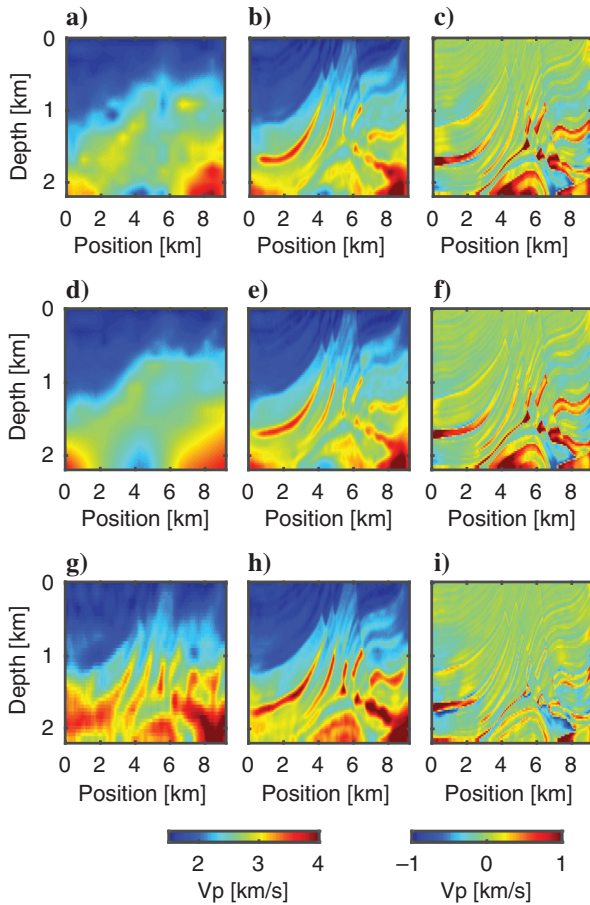 a) b) c)
0
1
2
Depth [km]
0 2 4 6 8 0 2 4 6 8 0 2 4 6 8
Position [km] Position [km] Position [km]
d) e) f)
0
1
2
Depth [km]
0 2 4 6 8 0 2 4 6 8 0 2 4 6 8
Position [km] Position [km] Position [km]
g) h) i)
0
1
2
Depth [km]
0 2 4 6 8 0 2 4 6 8 0 2 4 6 8
Position [km] Position [km] Position [km]
2 3 4 −1 0 1
Vp [km/s] Vp [km/s]